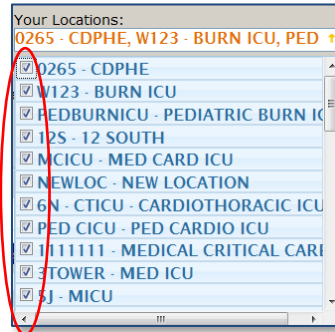 Your Locations:
0265 - CDPHE, W123 - BURN ICU, PED
0265 - CDPHE
W123 - BURN ICU
PEDBURNICU - PEDIATRIC BURN IC
12S - 12 SOUTH
MCICU - MED CARD ICU
NEWLOC - NEW LOCATION
6N - CTICU - CARDIOTHORACIC ICU
PED CICU - PED CARDIO ICU
1111111 - MEDICAL CRITICAL CARE
3TOWER - MED ICU
5J - MICU